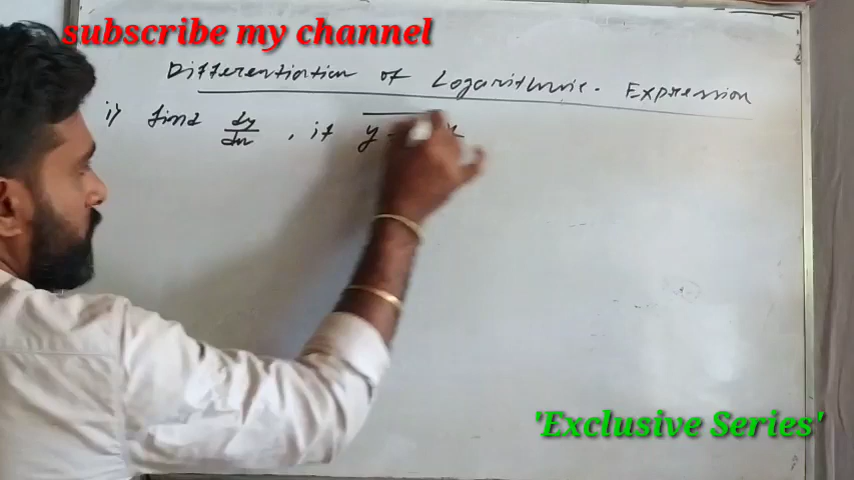 subscribe my channel
Differentiation of Logarithmic Expression
i) find dy/dx, if y
'Exclusive Series'